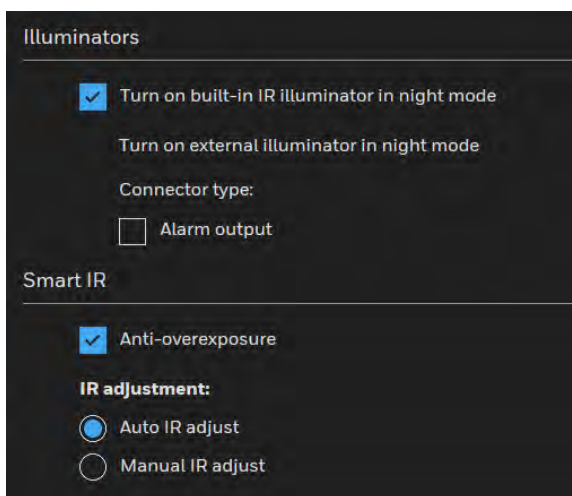 Illuminators
Turn on built-in IR illuminator in night mode
Turn on external illuminator in night mode
Connector type:
Alarm output
Smart IR
Anti-overexposure
IR adjustment:
Auto IR adjust
Manual IR adjust